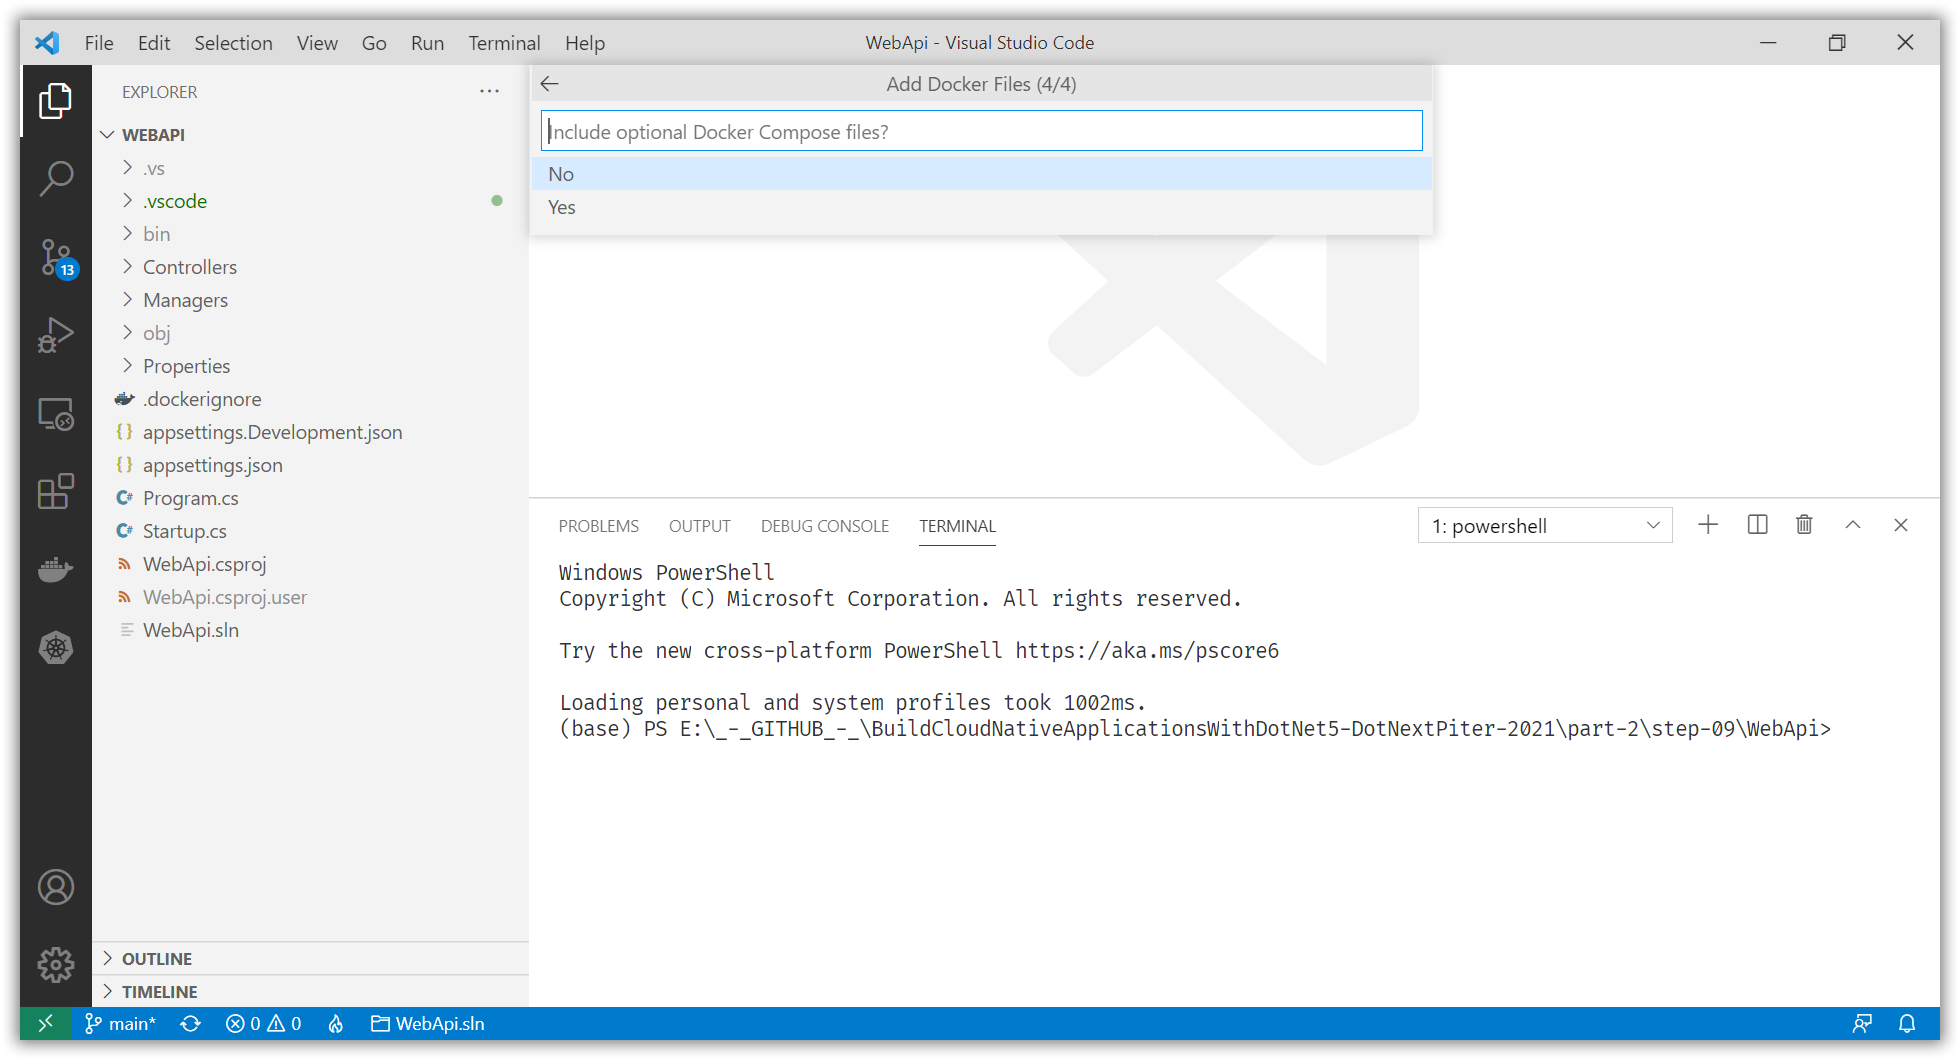 File Edit Selection View Go Run Terminal Help
WebApi - Visual Studio Code
EXPLORER
WEBAPI
.vs
.vscode
bin
Controllers
Managers
obj
Properties
.dockerignore
appsettings.Development.json
appsettings.json
Program.cs
Startup.cs
WebApi.csproj
WebApi.csproj.user
WebApi.sln
OUTLINE
TIMELINE
13
Add Docker Files (4/4)
Include optional Docker Compose files?
No
Yes
PROBLEMS OUTPUT DEBUG CONSOLE TERMINAL
1: powershell
Windows PowerShell
Copyright (C) Microsoft Corporation. All rights reserved.
Try the new cross-platform PowerShell https://aka.ms/pscore6
Loading personal and system profiles took 1002ms.
(base) PS E:\_-_GITHUB_-_\BuildCloudNativeApplicationsWithDotNet5-DotNextPiter-2021\part-2\step-09\WebApi>
main* 0 0 WebApi.sln